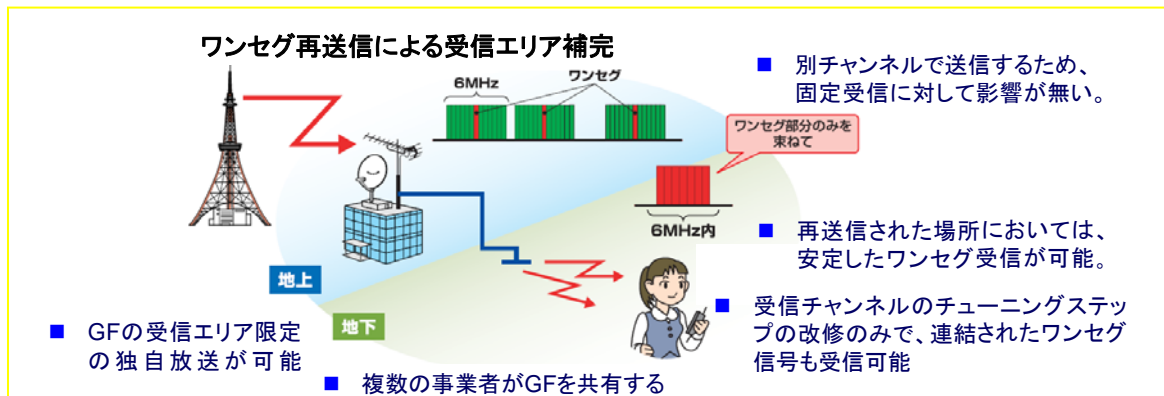 ワンセグ再送信による受信エリア補完
6MHz
ワンセグ
■ 別チャンネルで送信するため、
固定受信に対して影響が無い。
ワンセグ部分のみを
束ねて
6MHz内
■ 再送信された場所においては、
安定したワンセグ受信が可能。
地上
地下
■ 受信チャンネルのチューニングステッ
プの改修のみで、連結されたワンセグ
信号も受信可能
■ GFの受信エリア限定
の独自放送が可能
■ 複数の事業者がGFを共有する